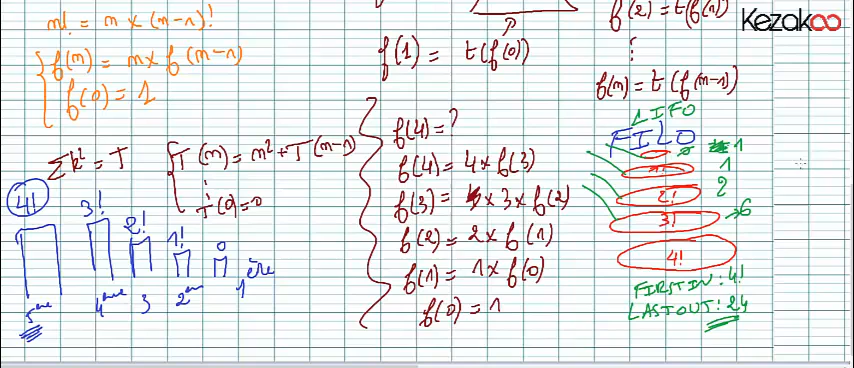 n! = n × (n-1)!
f(n) = n × f(n-1)
f(0) = 1
Σk² = T
T(n) = n² + T(n-1)
T(0) = 0
4!
3!
2!
1!
0
5ème
4ème
3
2ème
1ère
f(1) = t(f(0))
f(4) = ?
f(4) = 4 × f(3)
f(3) = 3 × f(2)
f(2) = 2 × f(1)
f(1) = 1 × f(0)
f(0) = 1
f(2) = t(f(1))
Kezakoo
f(n) = t(f(n-1))
LIFO
FILO
1
1! 1
2! 2
3! → 6
4!
FIRST IN : 4!
LAST OUT : 24